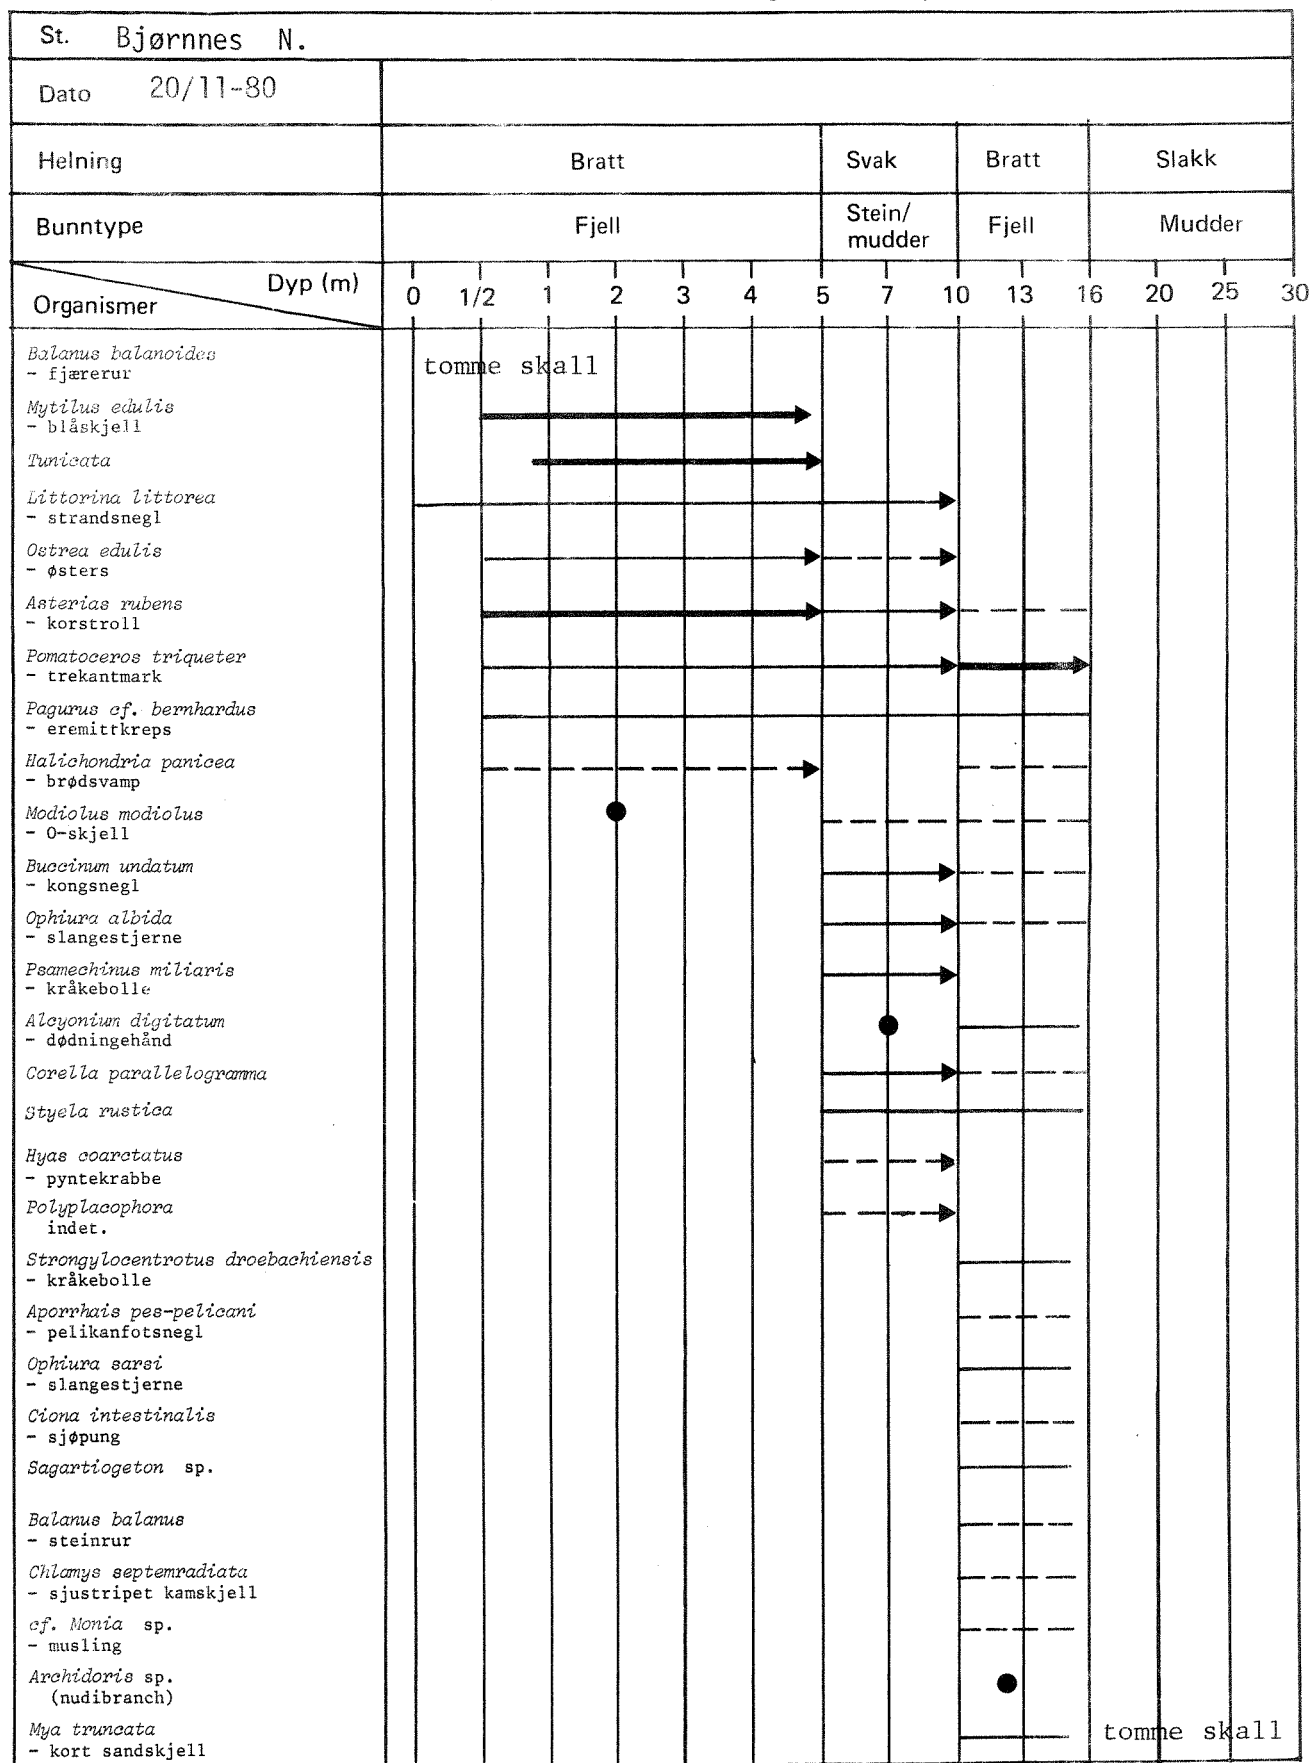 St. Bjørnnes N.
Dato 20/11-80
Helning Bratt Svak Bratt Slakk
Bunntype Fjell Stein/ mudder Fjell Mudder
Dyp (m)
Organismer
0 1/2 1 2 3 4 5 7 10 13 16 20 25 30
Balanus balanoides
- fjærerur
tomme skall
Mytilus edulis
- blåskjell
Tunicata
Littorina littorea
- strandsnegl
Ostrea edulis
- østers
Asterias rubens
- korstroll
Pomatoceros triqueter
- trekantmark
Pagurus cf. bernhardus
- eremittkreps
Halichondria panicea
- brødsvamp
Modiolus modiolus
- O-skjell
Buccinum undatum
- kongsnegl
Ophiura albida
- slangestjerne
Psamechinus miliaris
- kråkebolle
Alcyonium digitatum
- dødningehånd
Corella parallelogramma
Styela rustica
Hyas coarctatus
- pyntekrabbe
Polyplacophora
indet.
Strongylocentrotus droebachiensis
- kråkebolle
Aporrhais pes-pelicani
- pelikanfotsnegl
Ophiura sarsi
- slangestjerne
Ciona intestinalis
- sjøpung
Sagartiogeton sp.
Balanus balanus
- steinrur
Chlamys septemradiata
- sjustripet kamskjell
cf. Monia sp.
- musling
Archidoris sp.
(nudibranch)
Mya truncata
- kort sandskjell
tomme skall